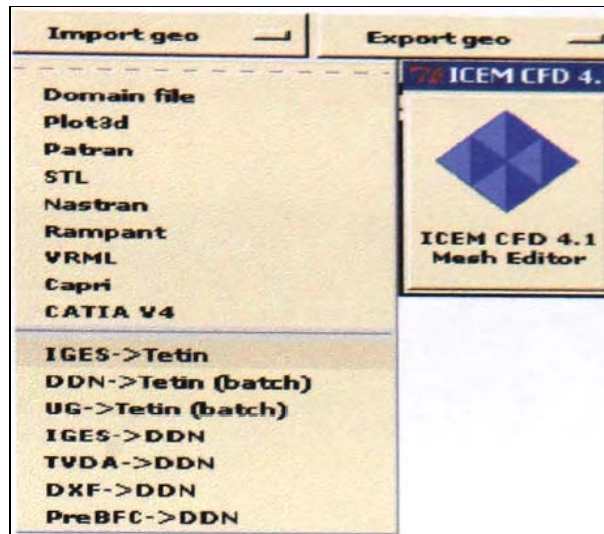 Import geo
Export geo
ICEM CFD 4.
Domain file
Plot3d
Patran
STL
Nastran
Rampant
VRML
Capri
CATIA V4
ICEM CFD 4.1
Mesh Editor
IGES->Tetin
DDN->Tetin (batch)
UG->Tetin (batch)
IGES->DDN
TVDA->DDN
DXF->DDN
PreBFC->DDN